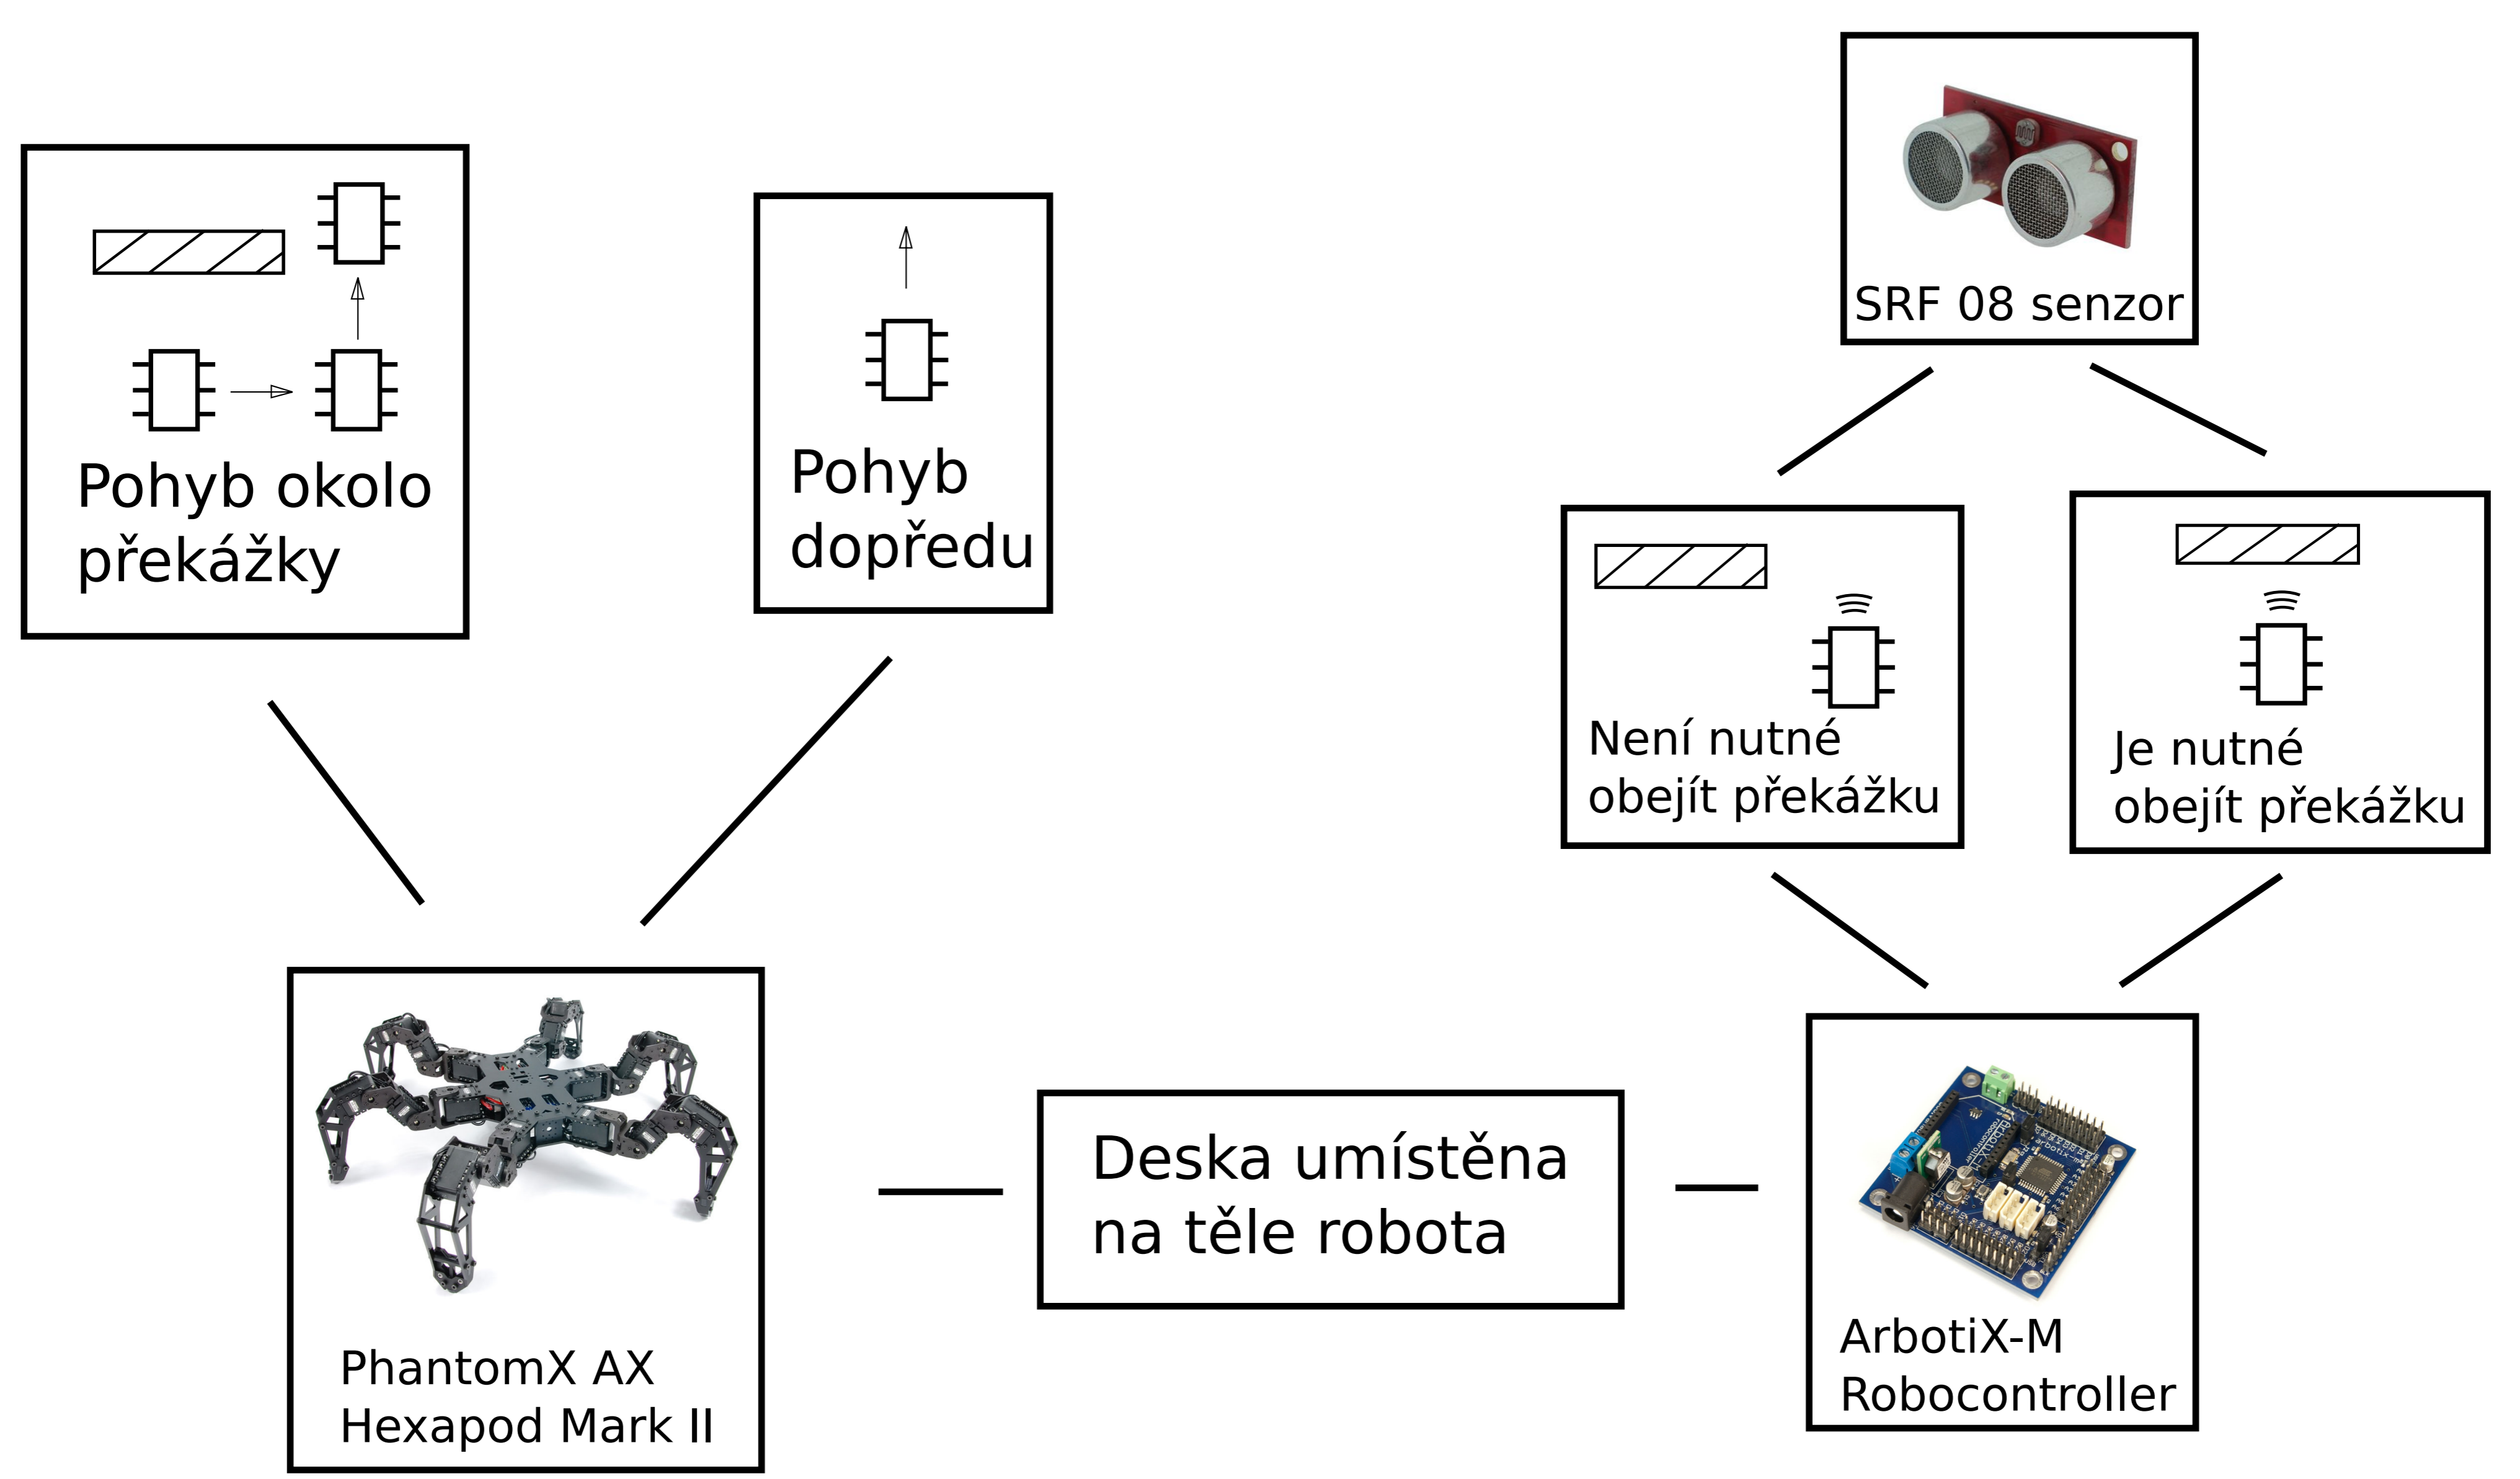 SRF 08 senzor
Pohyb okolo
překážky
Pohyb
dopředu
Není nutné
obejít překážku
Je nutné
obejít překážku
PhantomX AX
Hexapod Mark II
Deska umístěna
na těle robota
ArbotiX-M
Robocontroller